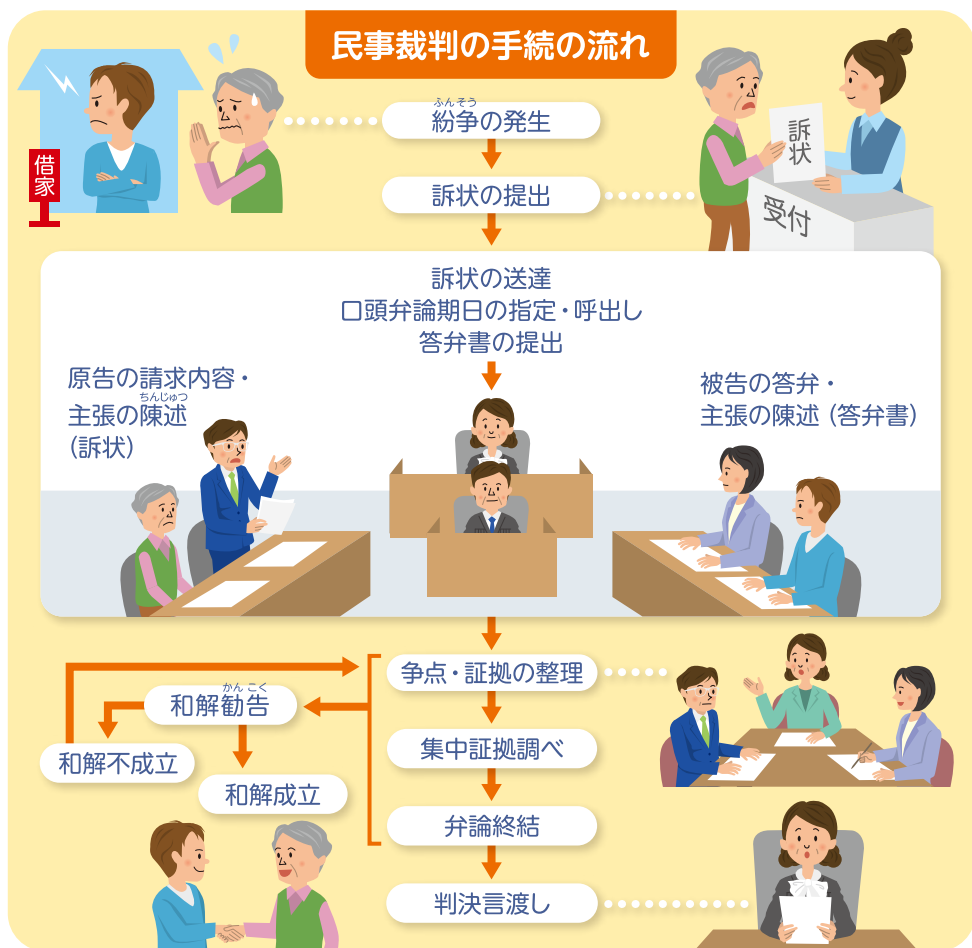 民事裁判の手続の流れ
借家
ふんそう
紛争の発生
訴状の提出
訴状
受付
訴状の送達
口頭弁論期日の指定・呼出し
答弁書の提出
原告の請求内容・
ちんじゅつ
主張の陳述
（訴状）
被告の答弁・
主張の陳述（答弁書）
争点・証拠の整理
かんこく
和解勧告
和解不成立
和解成立
集中証拠調べ
弁論終結
判決言渡し